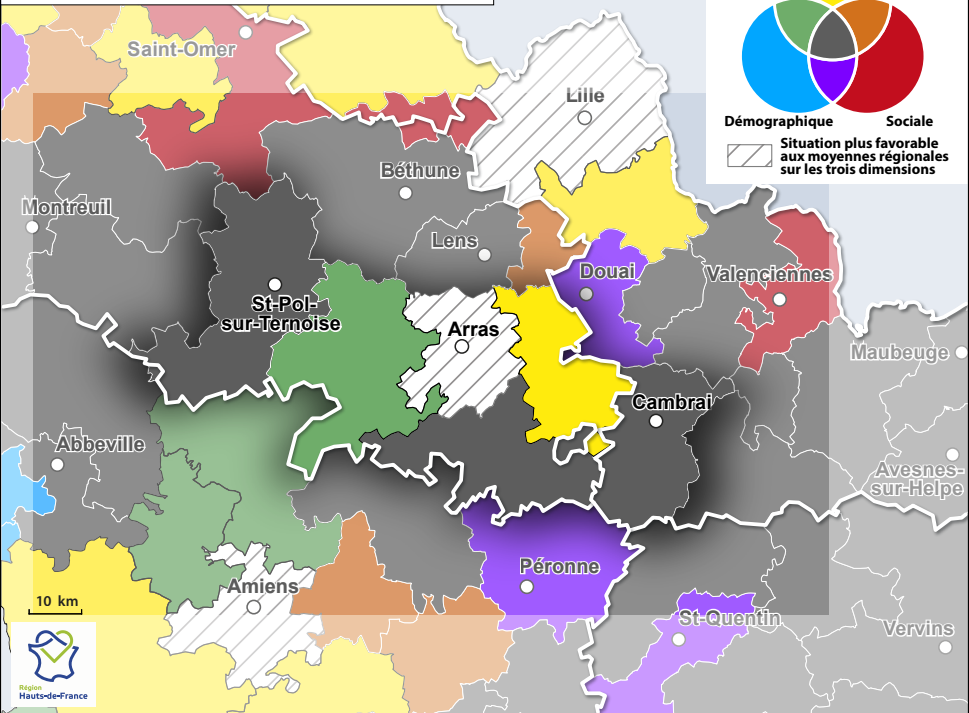 Saint-Omer
Lille
Démographique
Sociale
Situation plus favorable
aux moyennes régionales
sur les trois dimensions
Béthune
Montreuil
Lens
Douai
Valenciennes
St-Pol-
sur-Ternoise
Arras
Maubeuge
Cambrai
Abbeville
Avesnes-
sur-Helpe
Péronne
Amiens
10 km
St-Quentin
Vervins
Région
Hauts-de-France